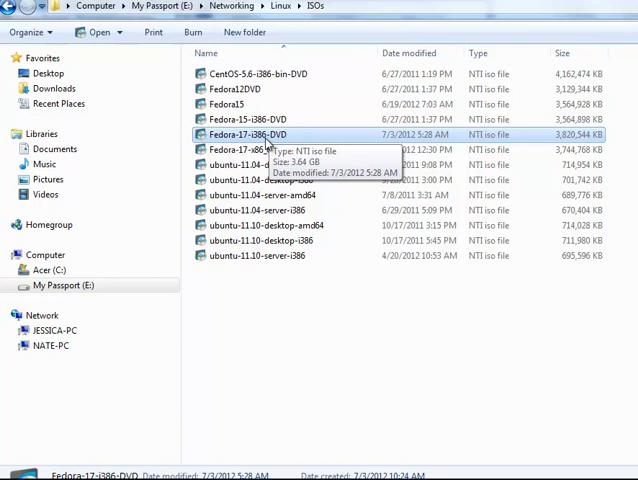 Computer ▸ My Passport (E:) ▸ Networking ▸ Linux ▸ ISOs
Organize Open Print Burn New folder
Name Date modified Type Size
Favorites
Desktop
Downloads
Recent Places
Libraries
Documents
Music
Pictures
Videos
Homegroup
Computer
Acer (C:)
My Passport (E:)
Network
JESSICA-PC
NATE-PC
CentOS-5.6-i386-bin-DVD 6/27/2011 1:19 PM NTI iso file 4,162,474 KB
Fedora12DVD 6/27/2011 1:37 PM NTI iso file 3,129,344 KB
Fedora15 6/19/2012 7:03 AM NTI iso file 3,564,928 KB
Fedora-15-i386-DVD 6/27/2011 1:37 PM NTI iso file 3,564,898 KB
Fedora-17-i386-DVD 7/3/2012 5:28 AM NTI iso file 3,820,544 KB
Fedora-17-x86_ 12:30 PM NTI iso file 3,744,768 KB
ubuntu-11.04-d 9:08 PM NTI iso file 714,954 KB
ubuntu-11.04-desktop-i386 6/28/2011 3:00 PM NTI iso file 701,742 KB
ubuntu-11.04-server-amd64 7/8/2011 3:31 AM NTI iso file 689,776 KB
ubuntu-11.04-server-i386 6/29/2011 5:09 PM NTI iso file 670,404 KB
ubuntu-11.10-desktop-amd64 10/17/2011 3:15 PM NTI iso file 714,028 KB
ubuntu-11.10-desktop-i386 10/17/2011 5:45 PM NTI iso file 711,980 KB
ubuntu-11.10-server-i386 4/20/2012 10:53 AM NTI iso file 695,596 KB
Type: NTI iso file
Size: 3.64 GB
Date modified: 7/3/2012 5:28 AM
Fedora-17-i386-DVD Date modified: 7/3/2012 5:28 AM Date created: 7/3/2012 10:24 AM